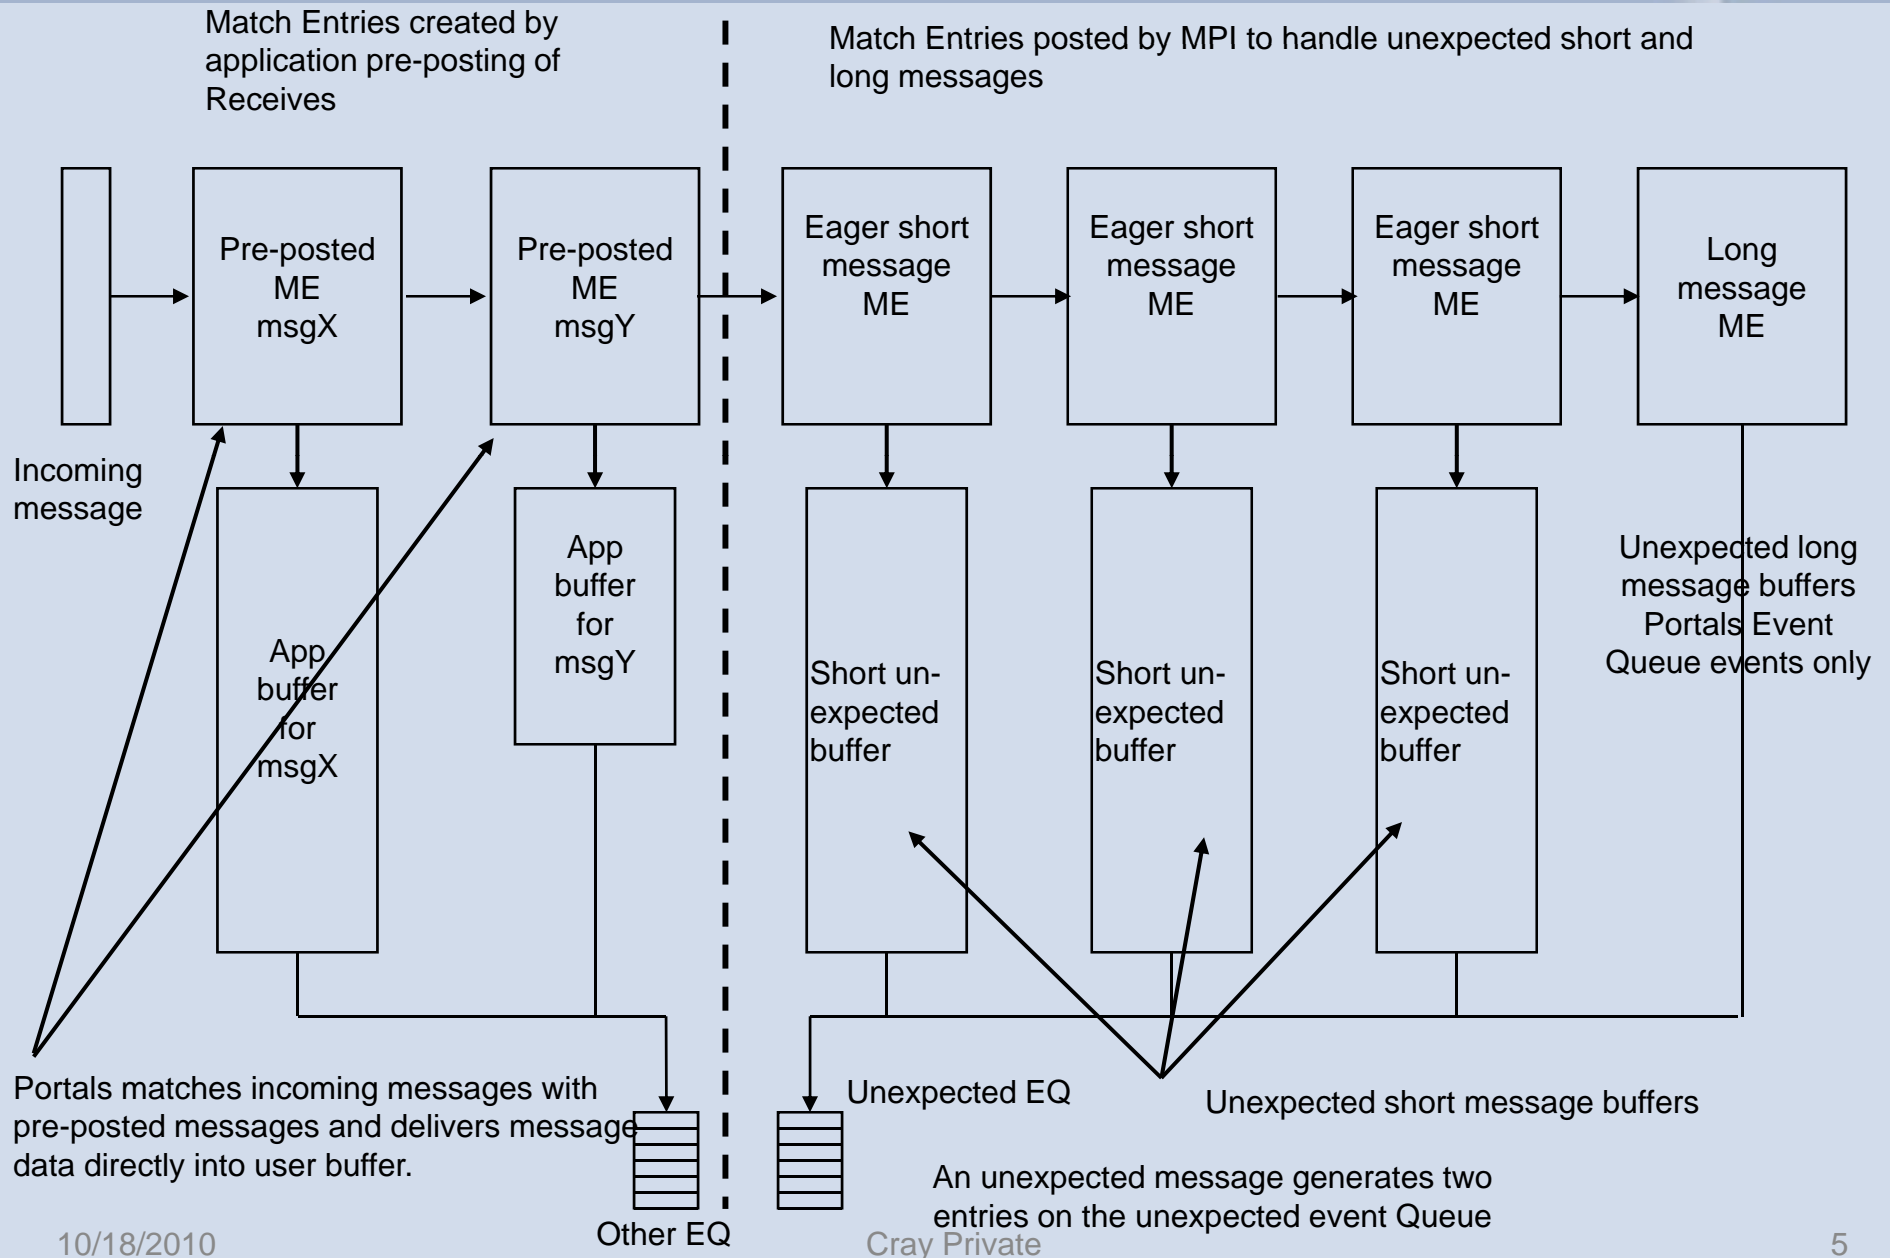 Match Entries created by
application pre-posting of
Receives
Match Entries posted by MPI to handle unexpected short and
long messages
Pre-posted
ME
msgX
Pre-posted
ME
msgY
Eager short
message
ME
Eager short
message
ME
Eager short
message
ME
Long
message
ME
Incoming
message
App
buffer
for
msgX
App
buffer
for
msgY
Short un-
expected
buffer
Short un-
expected
buffer
Short un-
expected
buffer
Unexpected long
message buffers
Portals Event
Queue events only
Portals matches incoming messages with
pre-posted messages and delivers message
data directly into user buffer.
Other EQ
Unexpected EQ
Unexpected short message buffers
An unexpected message generates two
entries on the unexpected event Queue
10/18/2010
Cray Private
5